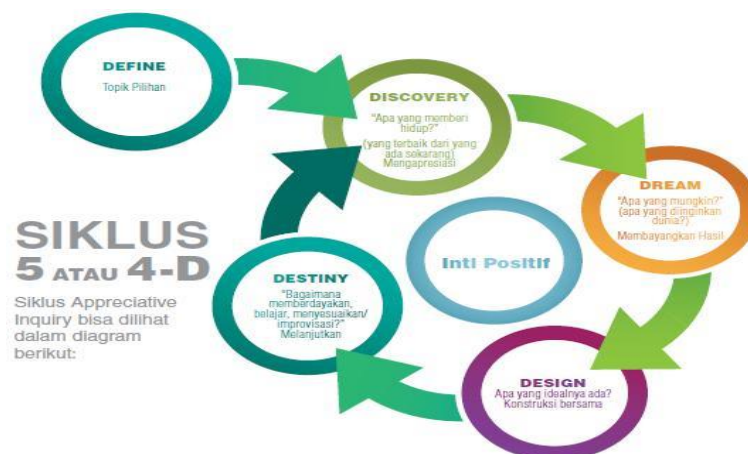 DEFINE
Topik Pilihan
DISCOVERY
"Apa yang memberi
hidup?"
(yang terbaik dari yang
ada sekarang)
Mengapresiasi
DREAM
"Apa yang mungkin?"
(apa yang diinginkan
dunia?)
Membayangkan Hasil
SIKLUS
5 ATAU 4-D
Siklus Appreciative
Inquiry bisa dilihat
dalam diagram
berikut:
Inti Positif
DESTINY
"Bagaimana
memberdayakan,
belajar, menyesuaikan/
improvisasi?"
Melanjutkan
DESIGN
Apa yang idealnya ada?
Konstruksi bersama